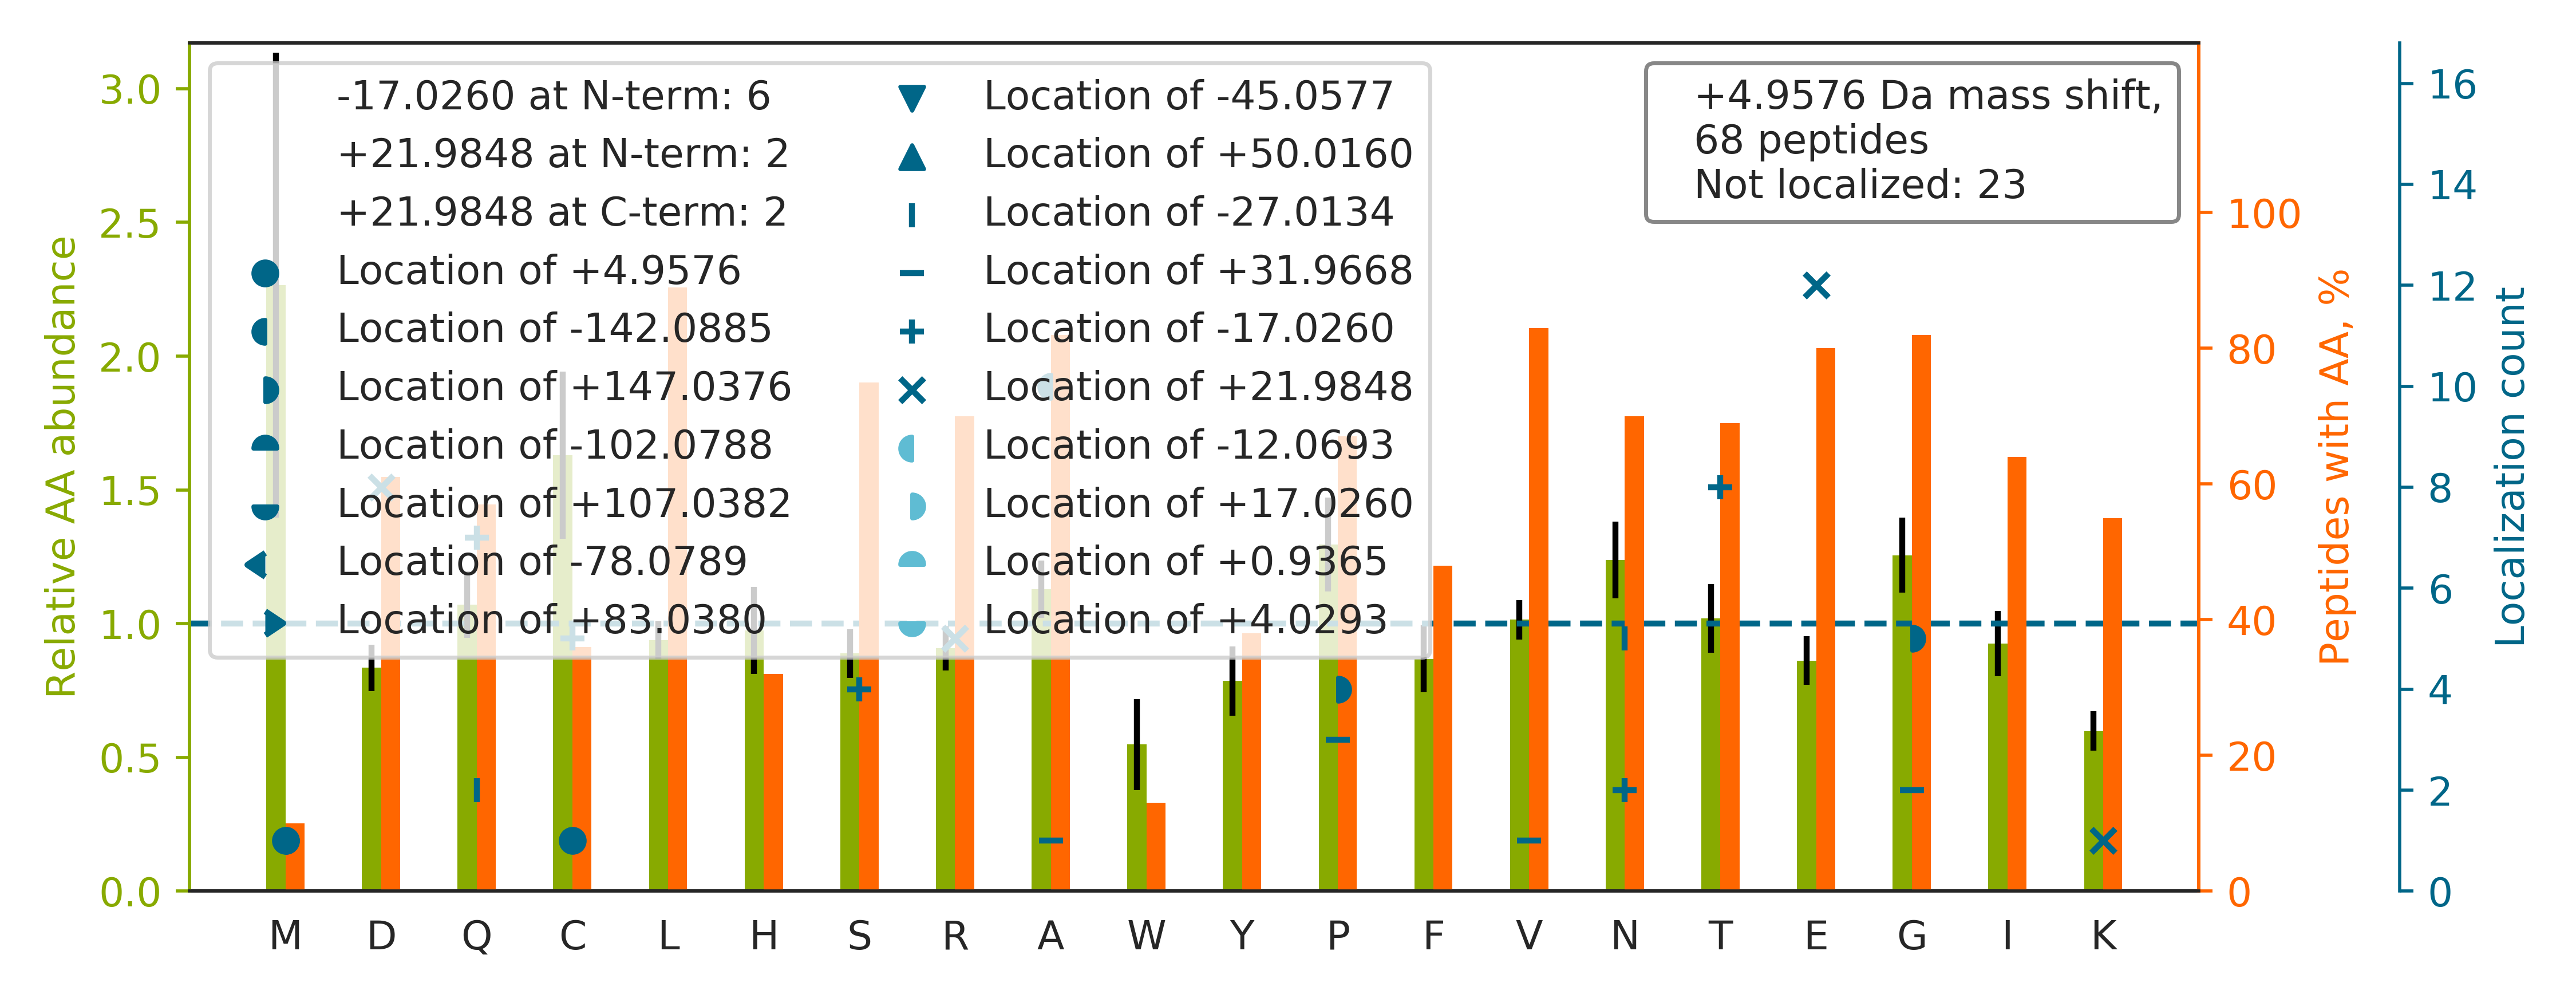 -17.0260 at N-term: 6
+21.9848 at N-term: 2
+21.9848 at C-term: 2
Location of +4.9576
Location of -142.0885
Location of +147.0376
Location of -102.0788
Location of +107.0382
Location of -78.0789
Location of +83.0380
Location of -45.0577
Location of +50.0160
Location of -27.0134
Location of +31.9668
Location of -17.0260
Location of +21.9848
Location of -12.0693
Location of +17.0260
Location of +0.9365
Location of +4.0293
+4.9576 Da mass shift,
68 peptides
Not localized: 23
Relative AA abundance
3.0
2.5
2.0
1.5
1.0
0.5
0.0
M D Q C L H S R A W Y P F V N T E G I K
100
80
60
40
20
0
Peptides with AA, %
16
14
12
10
8
6
4
2
0
Localization count